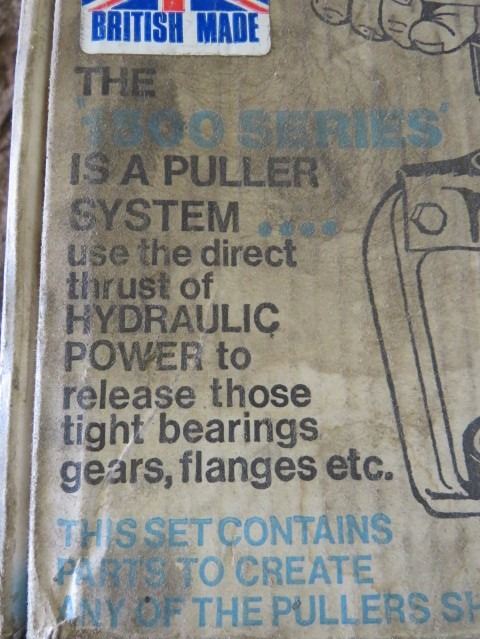 BRITISH MADE
THE
'1500 SERIES'
IS A PULLER
SYSTEM ....
use the direct
thrust of
HYDRAULIC
POWER to
release those
tight bearings
gears, flanges etc.
THIS SET CONTAINS
PARTS TO CREATE
ANY OF THE PULLERS SH